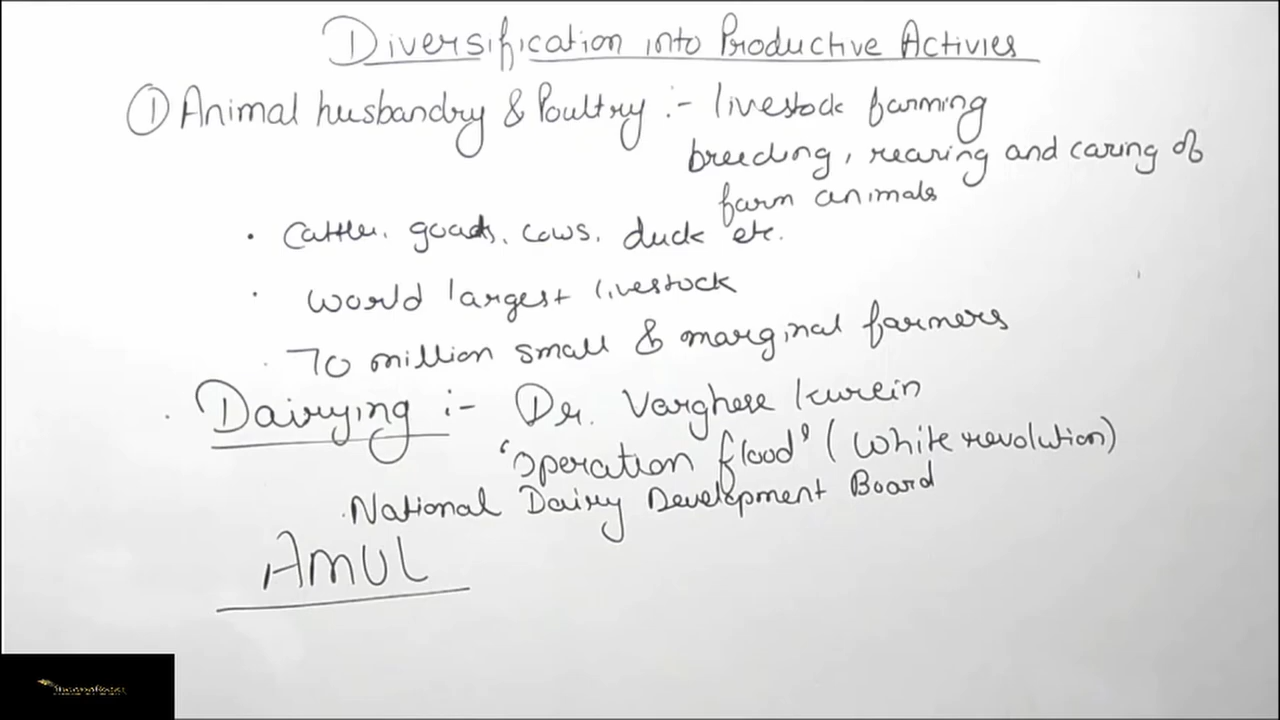 Diversification into Productive Activies
① Animal husbandry & Poultry :- livestock farming
breeding, rearing and caring of
farm animals
• Cattle, goats, cows, duck etc.
• World largest livestock
• 70 million small & marginal farmers
• Dairying :- Dr. Varghese Kurein
'operation flood' (White revolution)
• National Dairy Development Board
AMUL